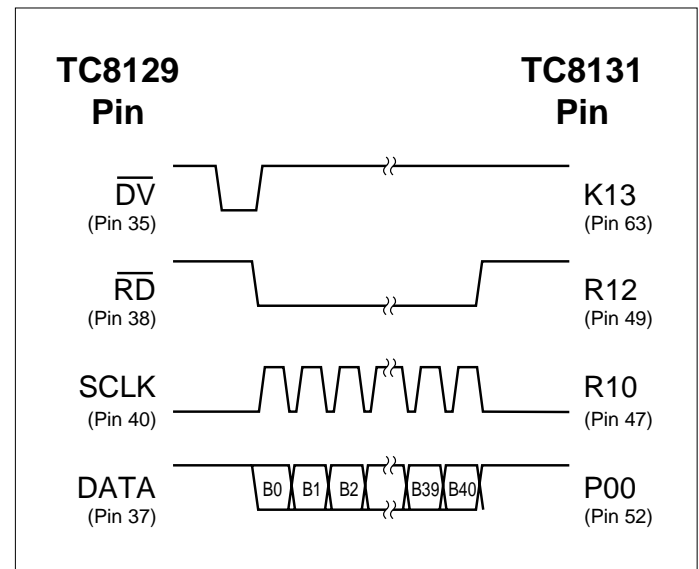 TC8129 TC8131
Pin Pin
DV K13
(Pin 35) (Pin 63)
RD R12
(Pin 38) (Pin 49)
SCLK R10
(Pin 40) (Pin 47)
DATA B0 B1 B2 B39 B40 P00
(Pin 37) (Pin 52)